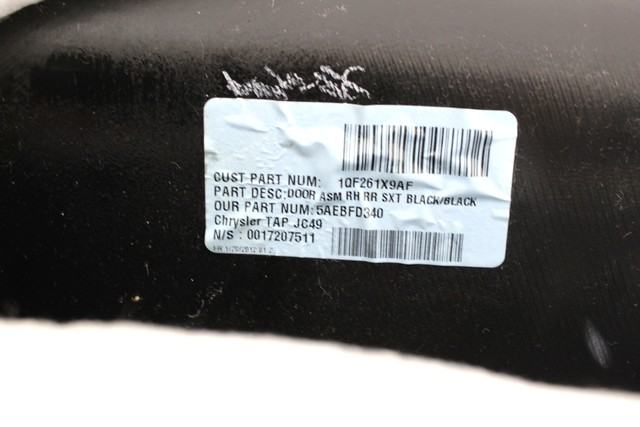 CUST PART NUM: 1QF261X9AF
PART DESC:DOOR ASM RH RR SXT BLACK/BLACK
OUR PART NUM:5AEBFD340
Chrysler TAP JC49
N/S : 0017207511